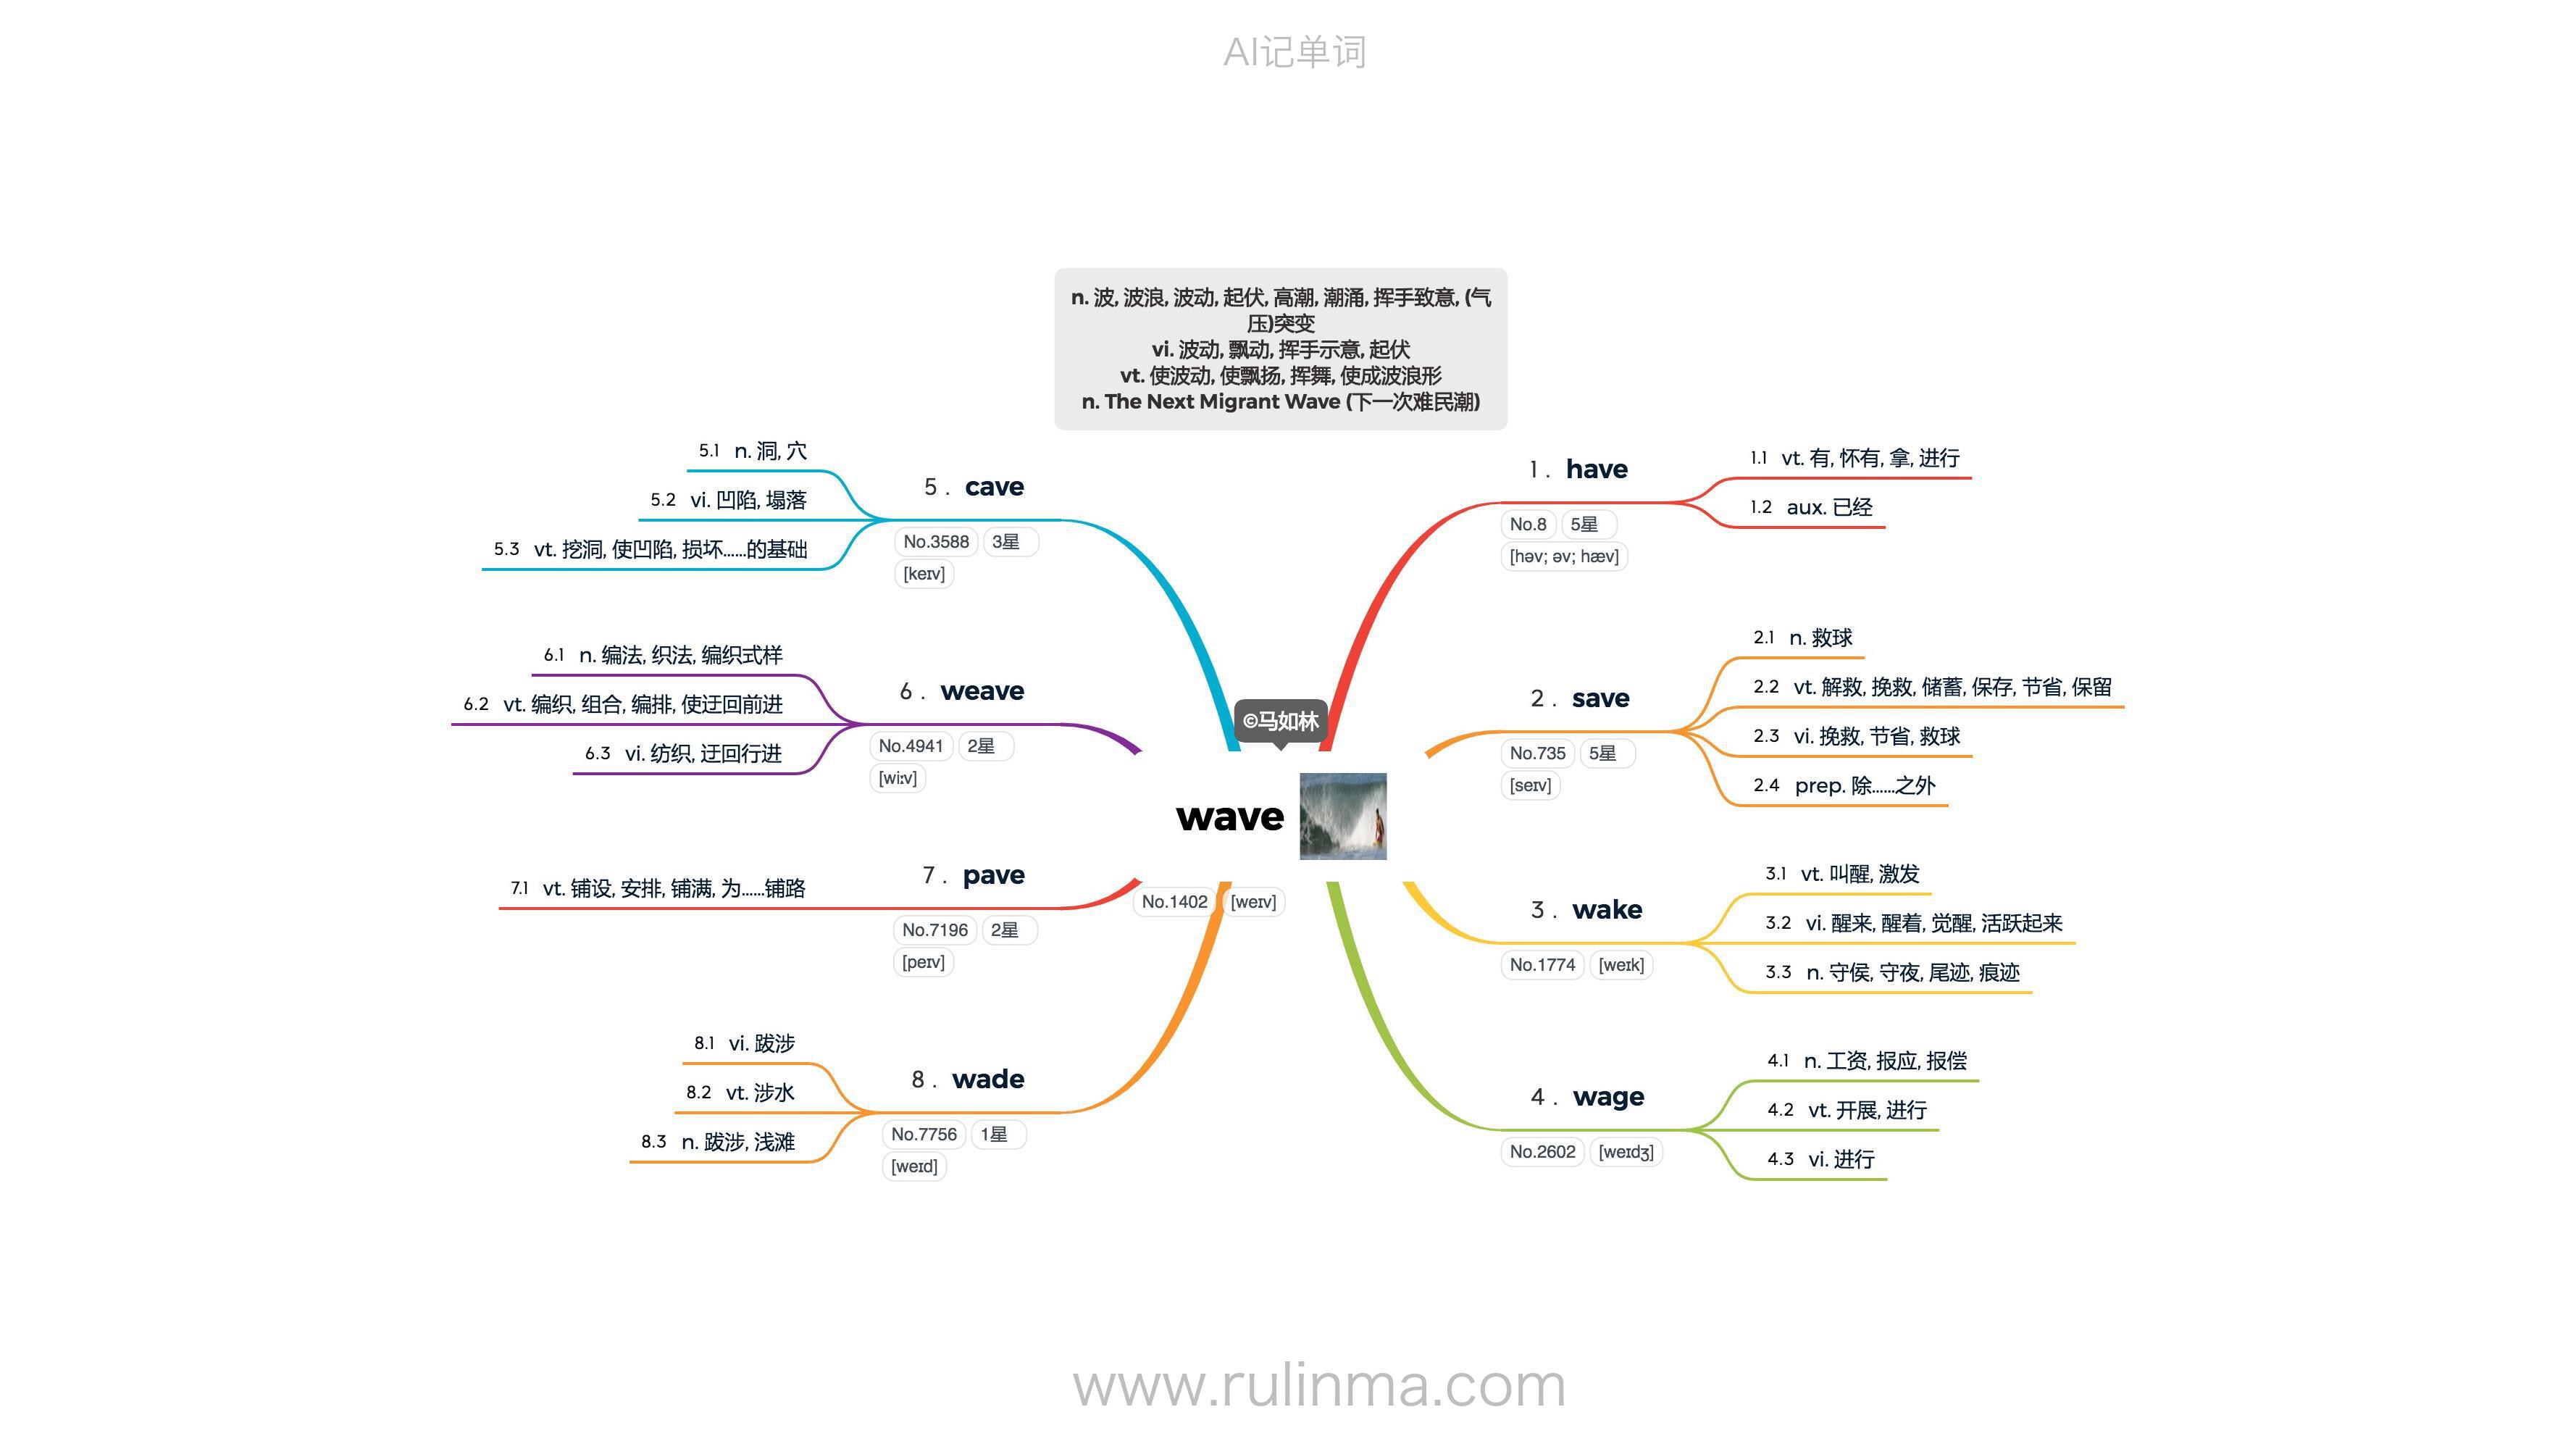 AI记单词
n. 波, 波浪, 波动, 起伏, 高潮, 潮涌, 挥手致意, (气
压)突变
vi. 波动, 飘动, 挥手示意, 起伏
vt. 使波动, 使飘扬, 挥舞, 使成波浪形
n. The Next Migrant Wave (下一次难民潮)
©马如林
wave
No.1402 [weɪv]
1 . have
No.8 5星
[həv; əv; hæv]
1.1 vt. 有, 怀有, 拿, 进行
1.2 aux. 已经
2 . save
No.735 5星
[seɪv]
2.1 n. 救球
2.2 vt. 解救, 挽救, 储蓄, 保存, 节省, 保留
2.3 vi. 挽救, 节省, 救球
2.4 prep. 除......之外
3 . wake
No.1774 [weɪk]
3.1 vt. 叫醒, 激发
3.2 vi. 醒来, 醒着, 觉醒, 活跃起来
3.3 n. 守侯, 守夜, 尾迹, 痕迹
4 . wage
No.2602 [weɪdʒ]
4.1 n. 工资, 报应, 报偿
4.2 vt. 开展, 进行
4.3 vi. 进行
5 . cave
No.3588 3星
[keɪv]
5.1 n. 洞, 穴
5.2 vi. 凹陷, 塌落
5.3 vt. 挖洞, 使凹陷, 损坏......的基础
6 . weave
No.4941 2星
[wi:v]
6.1 n. 编法, 织法, 编织式样
6.2 vt. 编织, 组合, 编排, 使迂回前进
6.3 vi. 纺织, 迂回行进
7 . pave
No.7196 2星
[peɪv]
7.1 vt. 铺设, 安排, 铺满, 为......铺路
8 . wade
No.7756 1星
[weɪd]
8.1 vi. 跋涉
8.2 vt. 涉水
8.3 n. 跋涉, 浅滩
www.rulinma.com